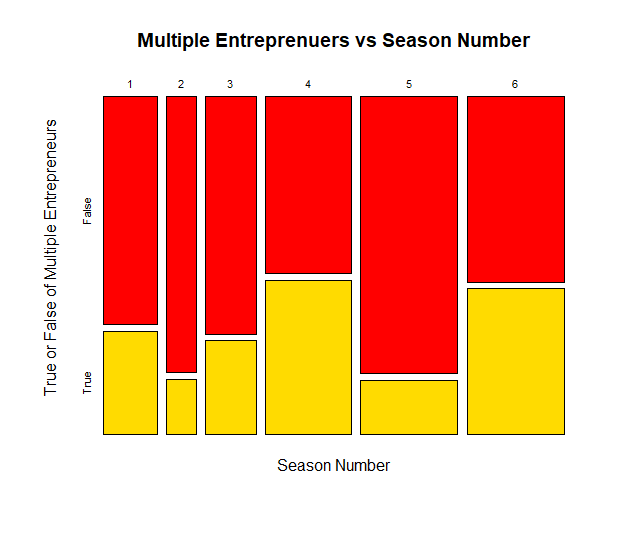 Multiple Entreprenuers vs Season Number
1 2 3 4 5 6
True or False of Multiple Entrepreneurs
False
True
Season Number